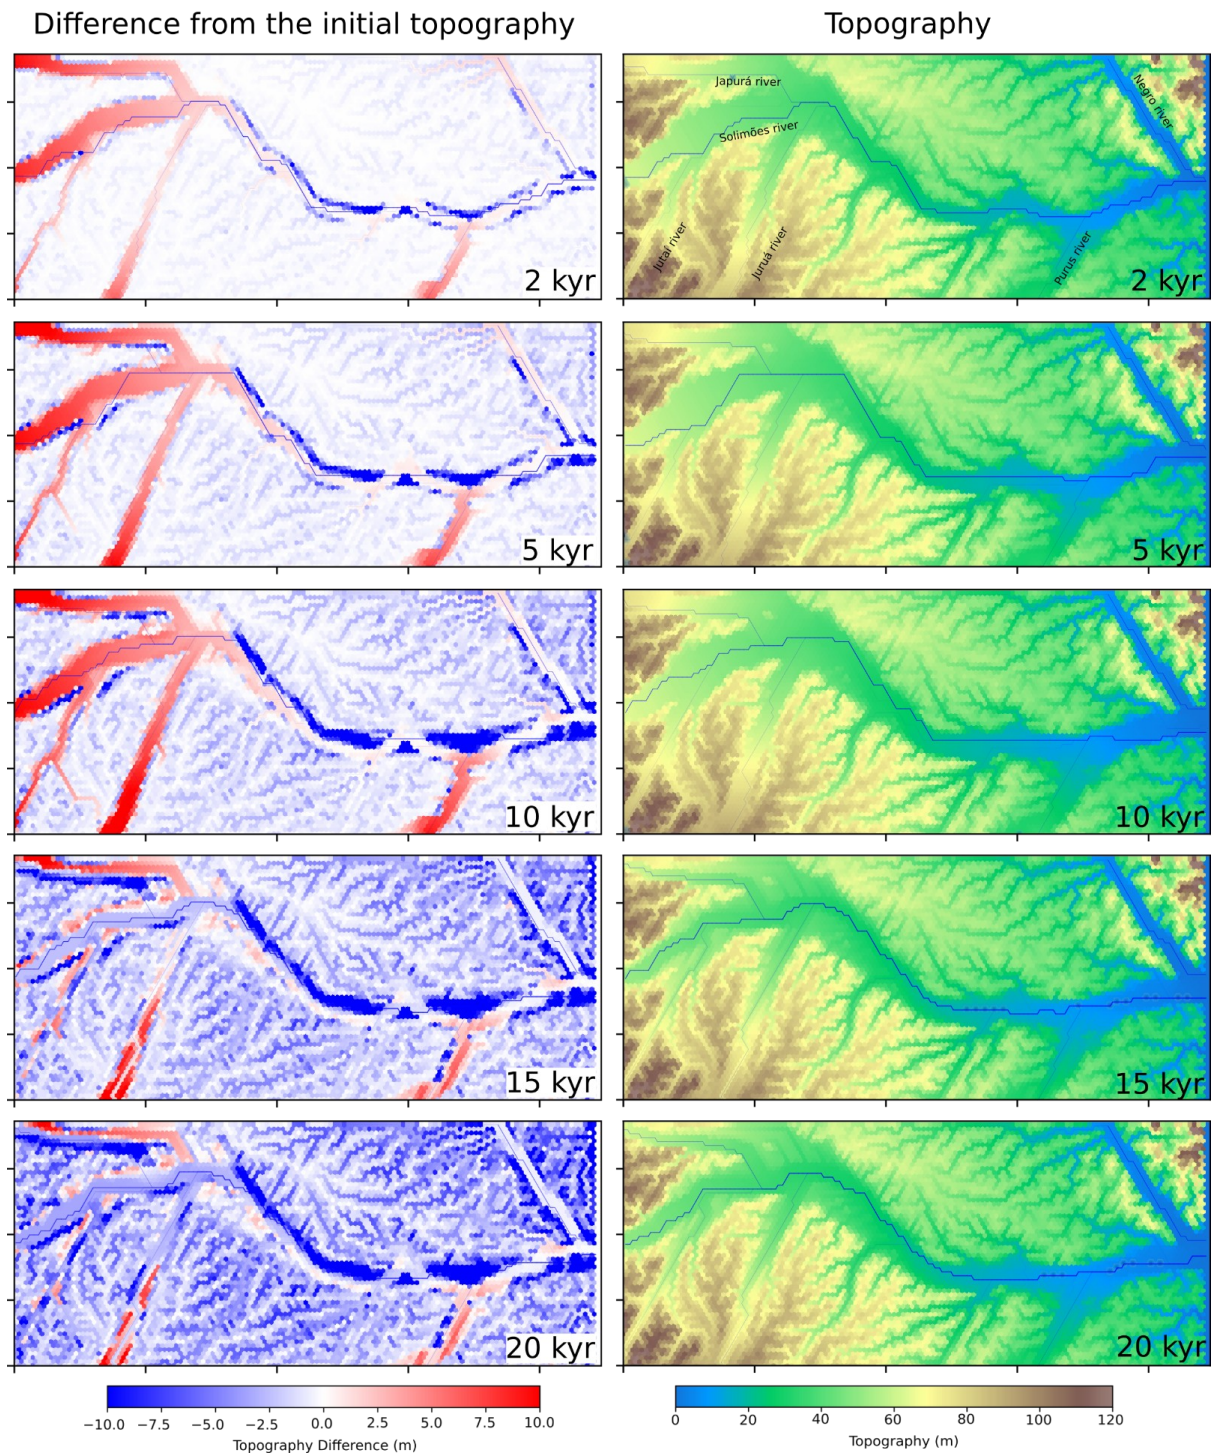 Difference from the initial topography
Topography
2 kyr
Japurá river
Solimões river
Negro river
Jutaí river
Juruá river
Purus river
2 kyr
5 kyr
5 kyr
10 kyr
10 kyr
15 kyr
15 kyr
20 kyr
20 kyr
−10.0 −7.5 −5.0 −2.5 0.0 2.5 5.0 7.5 10.0
Topography Difference (m)
0 20 40 60 80 100 120
Topography (m)